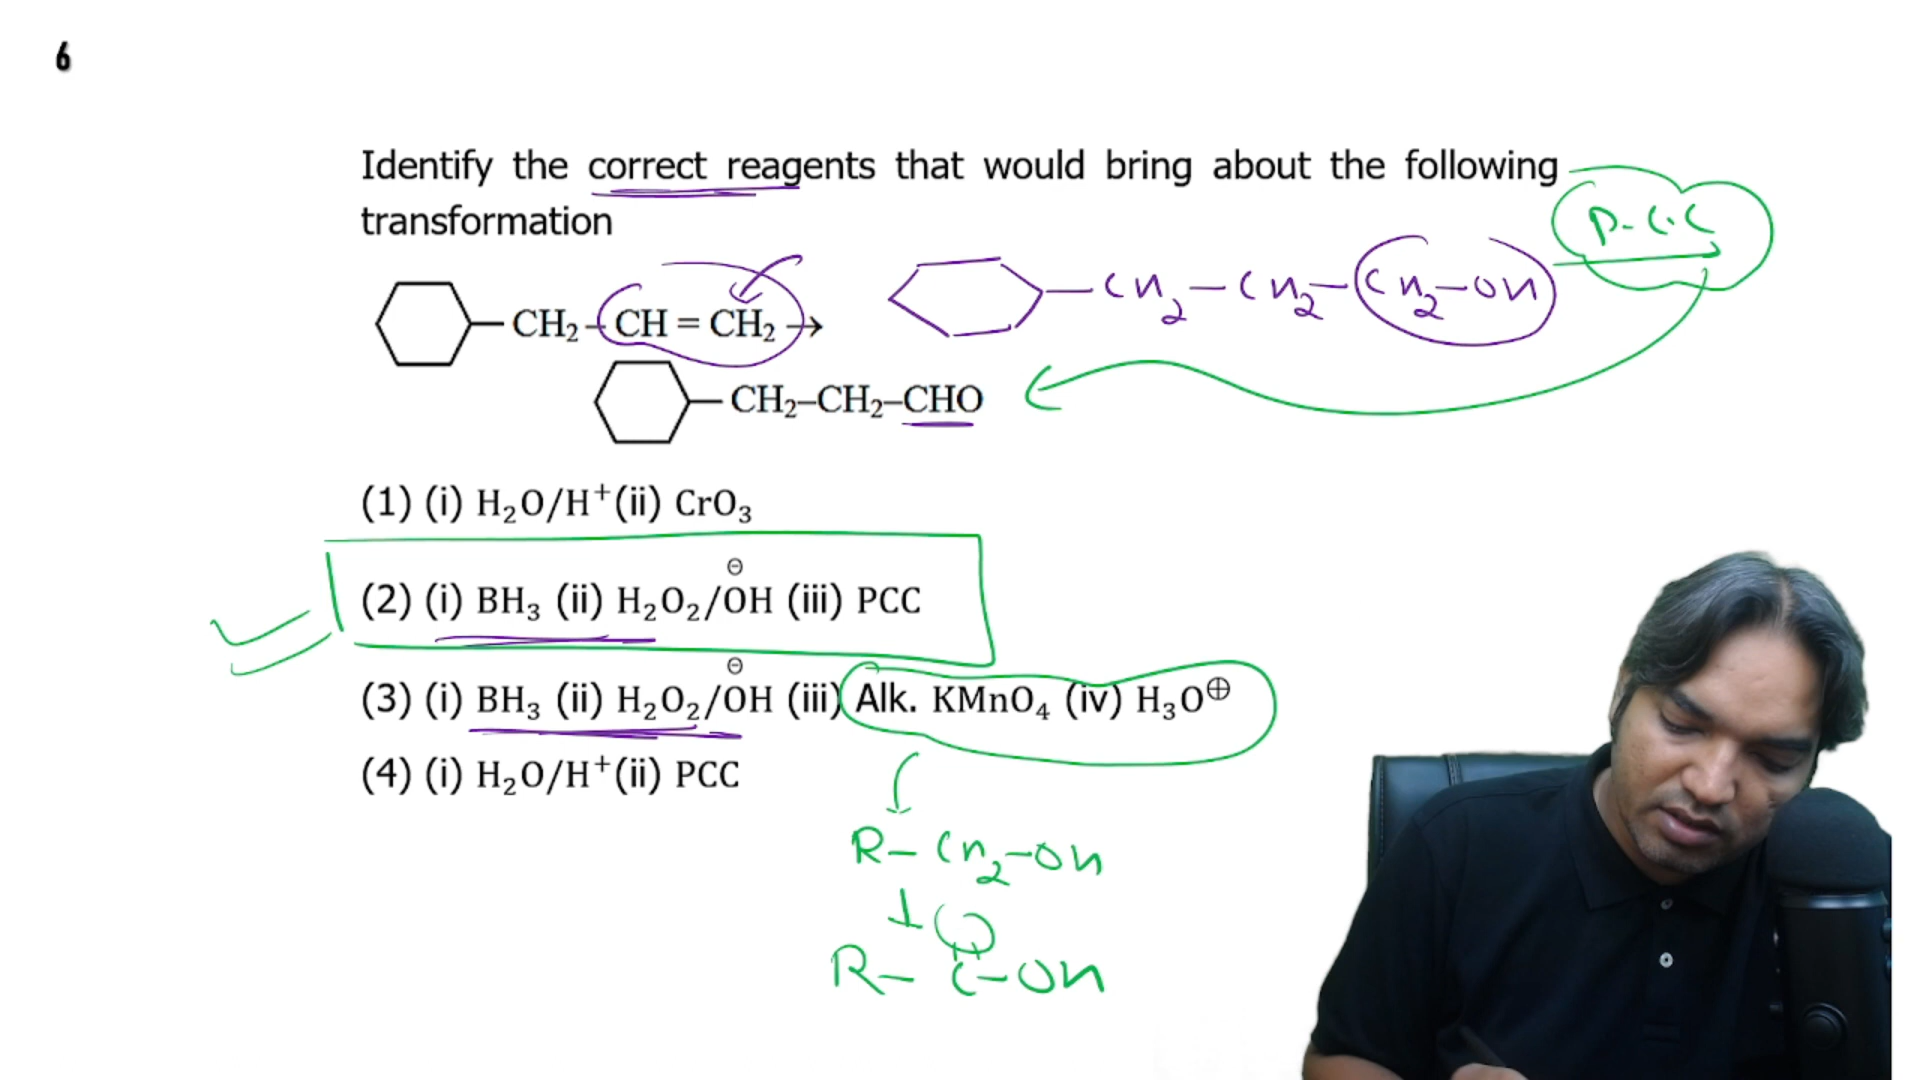 6
Identify the correct reagents that would bring about the following
transformation
P.C.C
CH₂–CH₂–CH₂–OH
CH₂–CH = CH₂ →
CH₂–CH₂–CHO
(1) (i) H₂O/H⁺(ii) CrO₃
(2) (i) BH₃ (ii) H₂O₂/O⊖H (iii) PCC
(3) (i) BH₃ (ii) H₂O₂/O⊖H (iii) Alk. KMnO₄ (iv) H₃O⊕
(4) (i) H₂O/H⁺(ii) PCC
R–CH₂–OH
O
R–C–OH